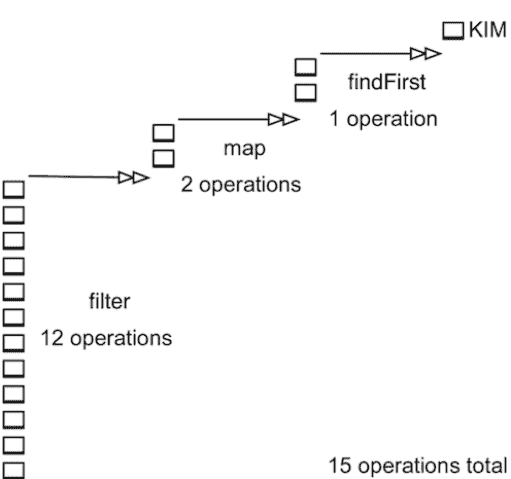 KIM
findFirst
1 operation
map
2 operations
filter
12 operations
15 operations total